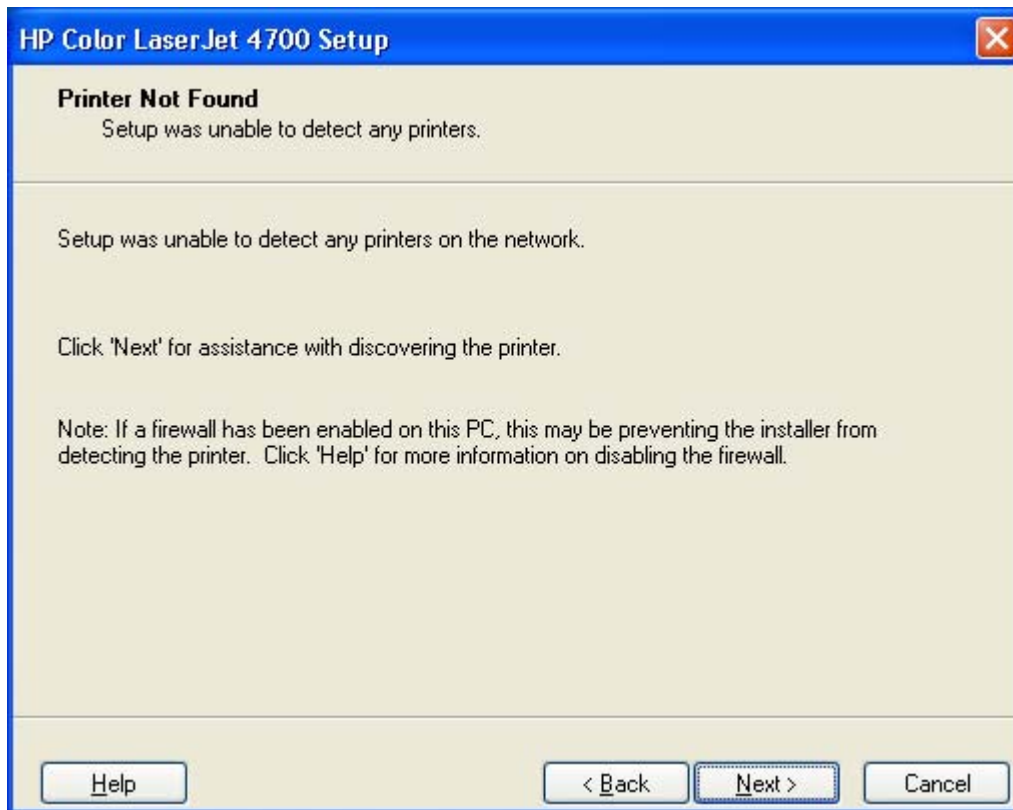 HP Color LaserJet 4700 Setup
Printer Not Found
Setup was unable to detect any printers.
Setup was unable to detect any printers on the network.
Click 'Next' for assistance with discovering the printer.
Note: If a firewall has been enabled on this PC, this may be preventing the installer from
detecting the printer.  Click 'Help' for more information on disabling the firewall.
Help
< Back
Next >
Cancel